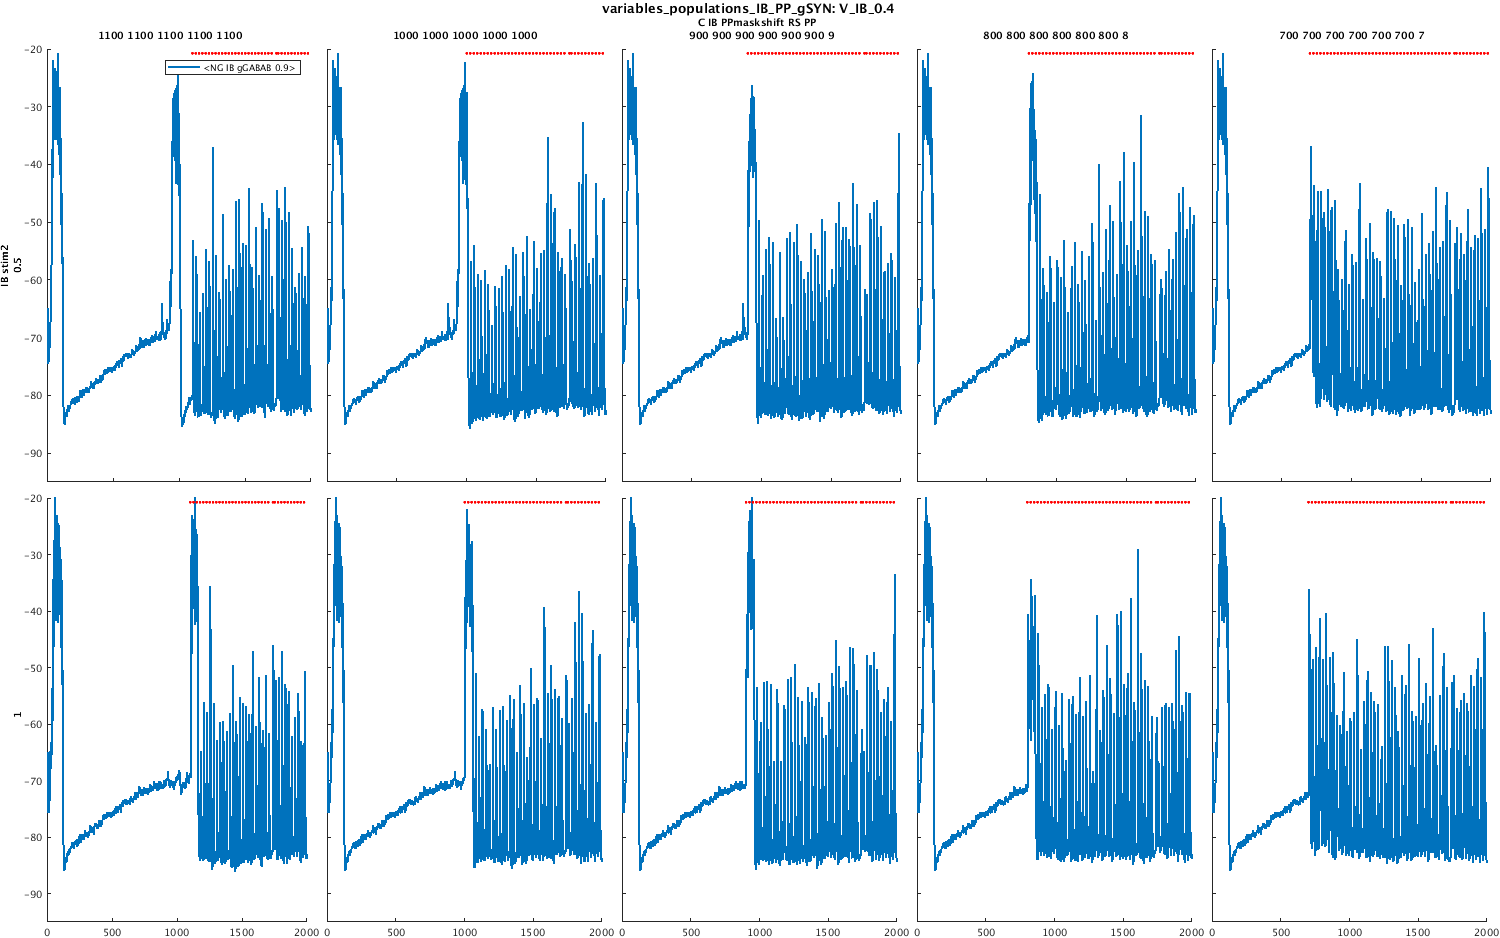 variables_populations_IB_PP_gSYN: V_IB_0.4
C IB PPmaskshift RS PP
1100 1100 1100 1100 1100
1000 1000 1000 1000 1000
900 900 900 900 900 900 9
800 800 800 800 800 800 8
700 700 700 700 700 700 7
<NG IB gGABAB 0.9>
IB stim2
0.5
-20
-30
-40
-50
-60
-70
-80
-90
1
-20
-30
-40
-50
-60
-70
-80
-90
0 500 1000 1500 2000
0 500 1000 1500 2000
0 500 1000 1500 2000
0 500 1000 1500 2000
0 500 1000 1500 2000